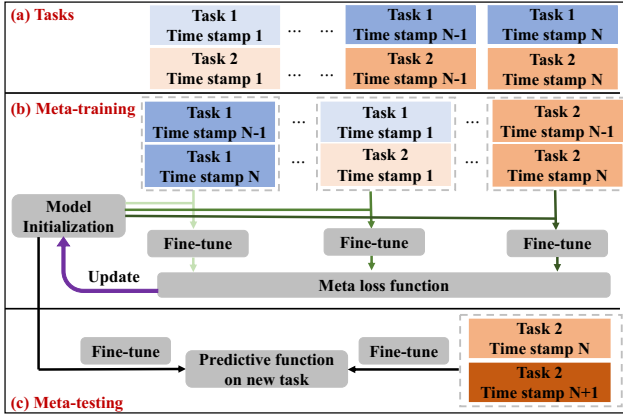 (a) Tasks
Task 1
Time stamp 1
... ...
Task 1
Time stamp N-1
Task 1
Time stamp N
Task 2
Time stamp 1
... ...
Task 2
Time stamp N-1
Task 2
Time stamp N
(b) Meta-training
Task 1
Time stamp N-1
...
Task 1
Time stamp 1
...
Task 2
Time stamp N-1
Task 1
Time stamp N
...
Task 2
Time stamp 1
...
Task 2
Time stamp N
Model
Initialization
Fine-tune
Fine-tune
Fine-tune
Update
Meta loss function
Fine-tune
Predictive function
on new task
Fine-tune
Task 2
Time stamp N
Task 2
Time stamp N+1
(c) Meta-testing